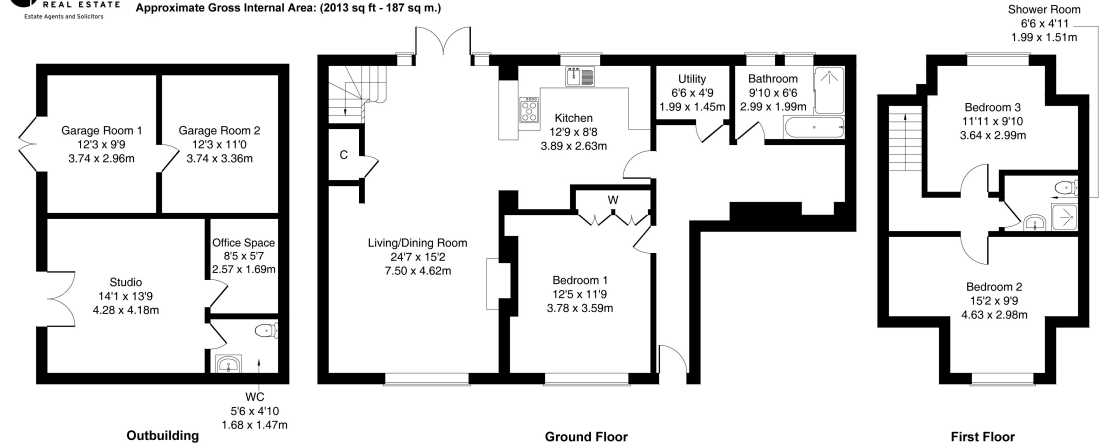 REAL ESTATE
Estate Agents and Solicitors
Approximate Gross Internal Area: (2013 sq ft - 187 sq m.)
Garage Room 1
12'3 x 9'9
3.74 x 2.96m
Garage Room 2
12'3 x 11'0
3.74 x 3.36m
Office Space
8'5 x 5'7
2.57 x 1.69m
Studio
14'1 x 13'9
4.28 x 4.18m
WC
5'6 x 4'10
1.68 x 1.47m
Outbuilding
C
Living/Dining Room
24'7 x 15'2
7.50 x 4.62m
Kitchen
12'9 x 8'8
3.89 x 2.63m
Utility
6'6 x 4'9
1.99 x 1.45m
Bathroom
9'10 x 6'6
2.99 x 1.99m
W
Bedroom 1
12'5 x 11'9
3.78 x 3.59m
Ground Floor
Shower Room
6'6 x 4'11
1.99 x 1.51m
Bedroom 3
11'11 x 9'10
3.64 x 2.99m
Bedroom 2
15'2 x 9'9
4.63 x 2.98m
First Floor